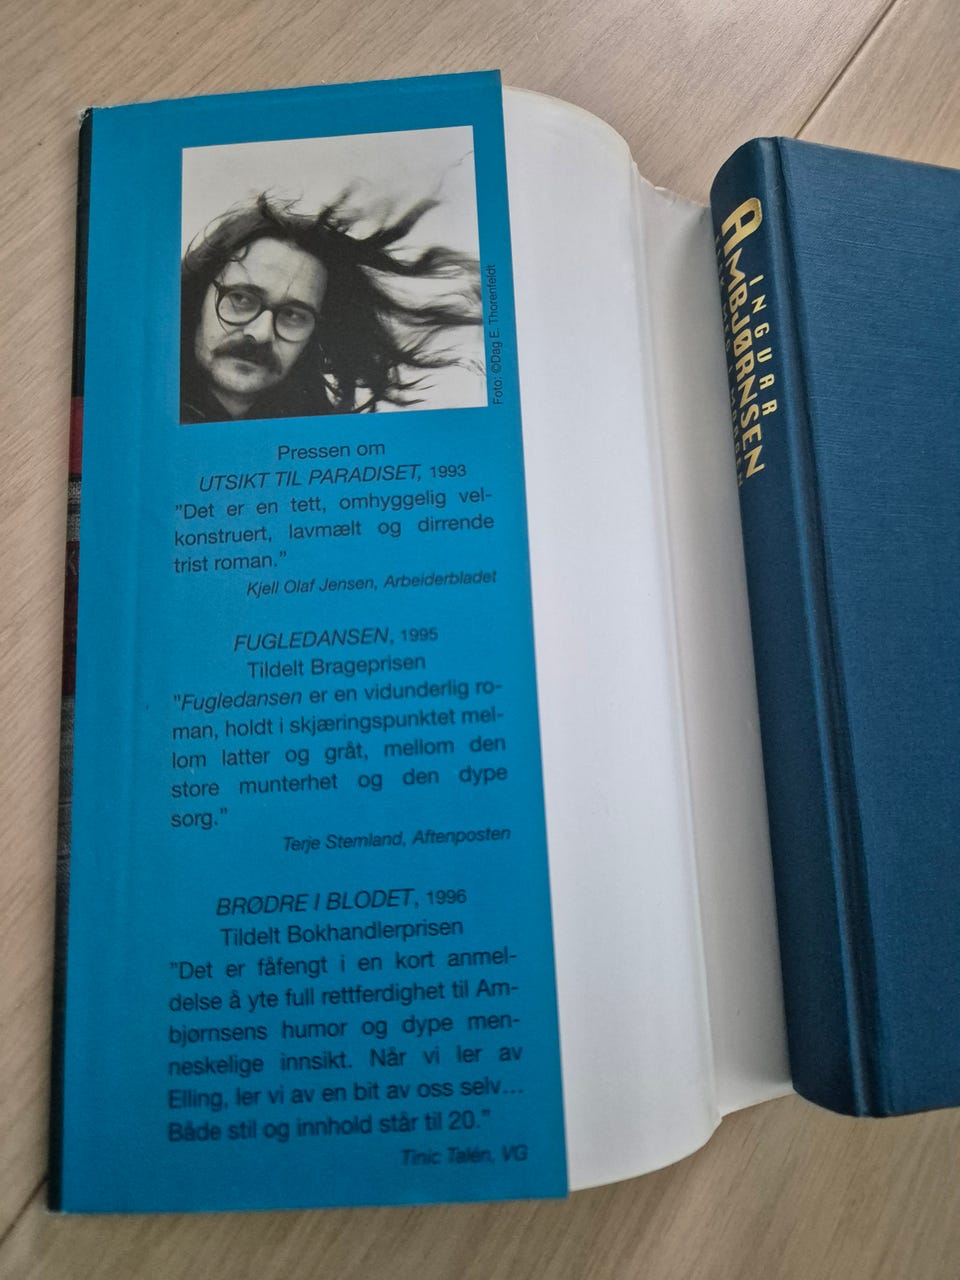 Foto: ©Dag E. Thorenfeldt
Pressen om
UTSIKT TIL PARADISET, 1993
"Det er en tett, omhyggelig vel-
konstruert, lavmælt og dirrende
trist roman."
Kjell Olaf Jensen, Arbeiderbladet
FUGLEDANSEN, 1995
Tildelt Brageprisen
"Fugledansen er en vidunderlig ro-
man, holdt i skjæringspunktet mel-
lom latter og gråt, mellom den
store munterhet og den dype
sorg."
Terje Stemland, Aftenposten
BRØDRE I BLODET, 1996
Tildelt Bokhandlerprisen
"Det er fåfengt i en kort anmel-
delse å yte full rettferdighet til Am-
bjørnsens humor og dype men-
neskelige innsikt. Når vi ler av
Elling, ler vi av en bit av oss selv...
Både stil og innhold står til 20."
Tinic Talén, VG
INGVAR
AMBJØRNSEN